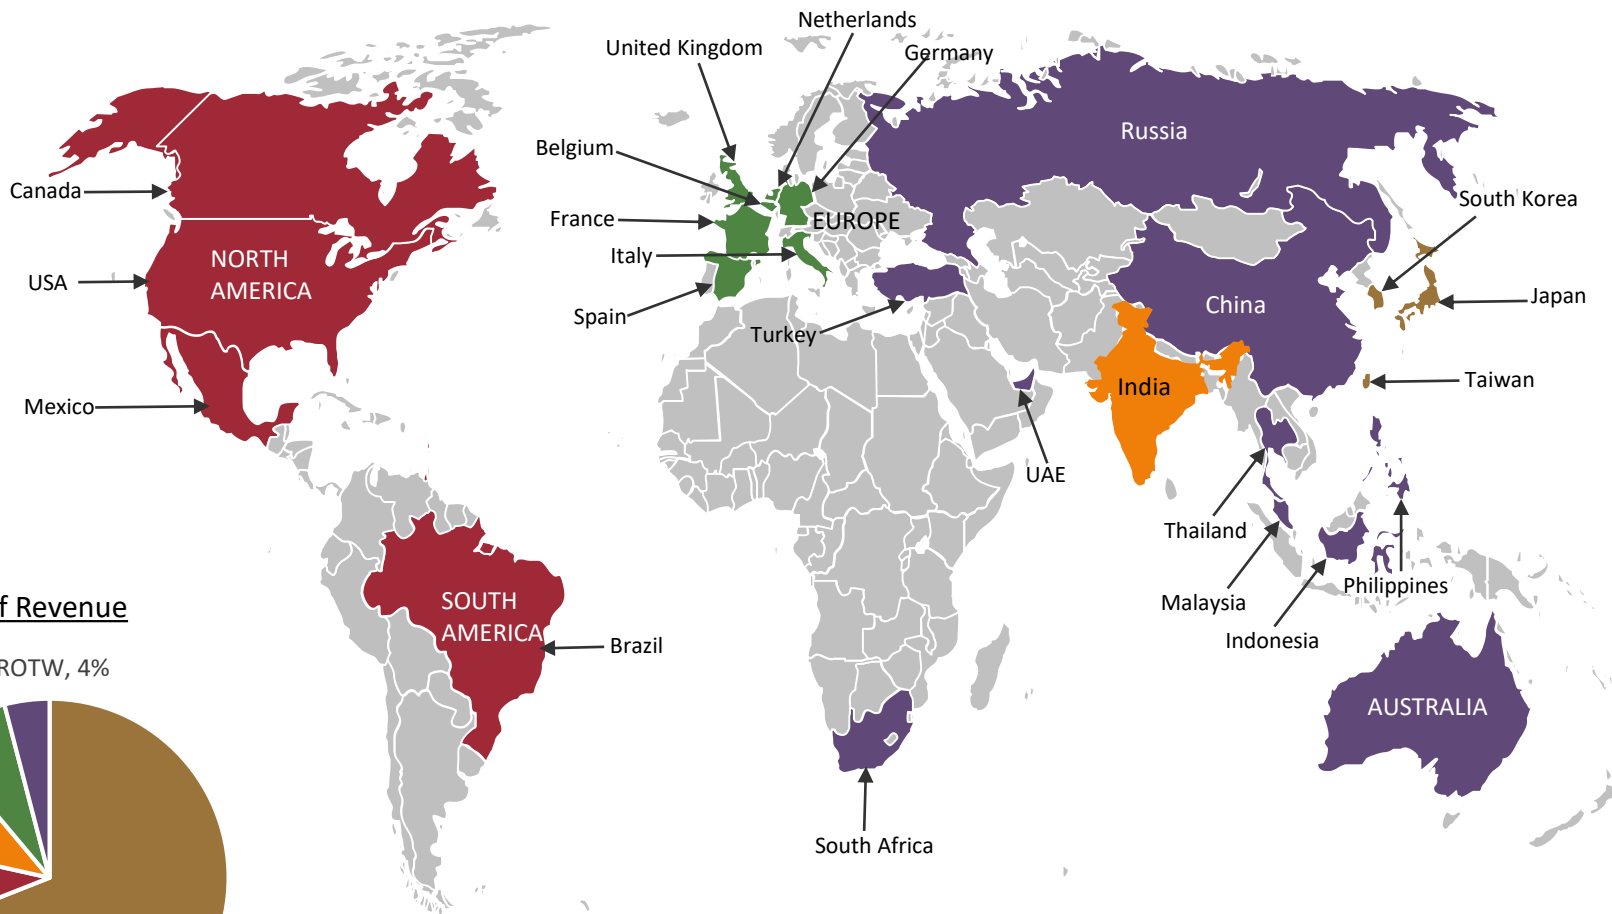 Netherlands
United Kingdom
Germany
Russia
Belgium
Canada
South Korea
France
EUROPE
NORTH
AMERICA
Italy
USA
China
Japan
Spain
Turkey
Taiwan
India
Mexico
UAE
Thailand
Philippines
Malaysia
SOUTH
AMERICA
Indonesia
Brazil
f Revenue
ROTW, 4%
AUSTRALIA
South Africa